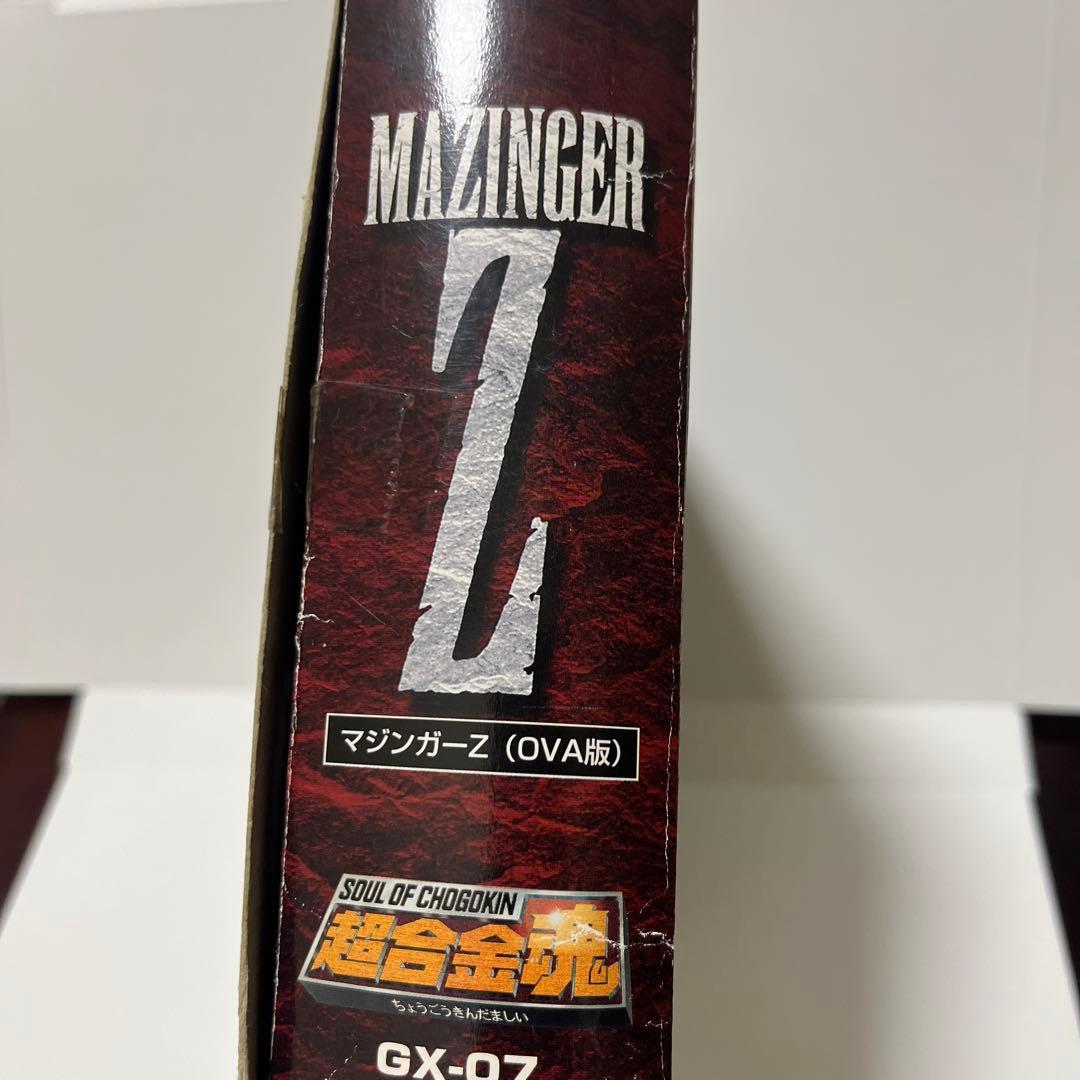 MAZINGER
Z
マジンガーZ（OVA版）
SOUL OF CHOGOKIN
超合金魂
ちょうごうきんだましい
GX-07